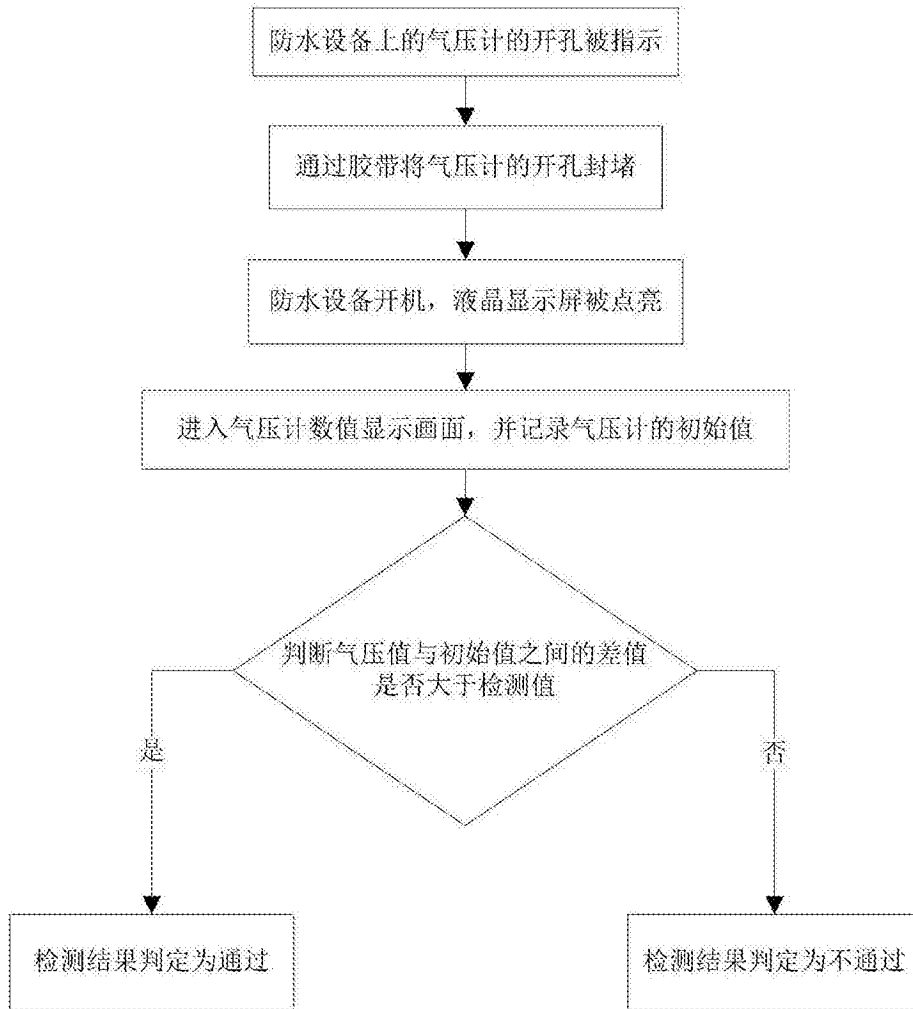 防水设备上的气压计的开孔被指示
通过胶带将气压计的开孔封堵
防水设备开机，液晶显示屏被点亮
进入气压计数值显示画面，并记录气压计的初始值
判断气压值与初始值之间的差值
是否大于检测值
是
否
检测结果判定为通过
检测结果判定为不通过